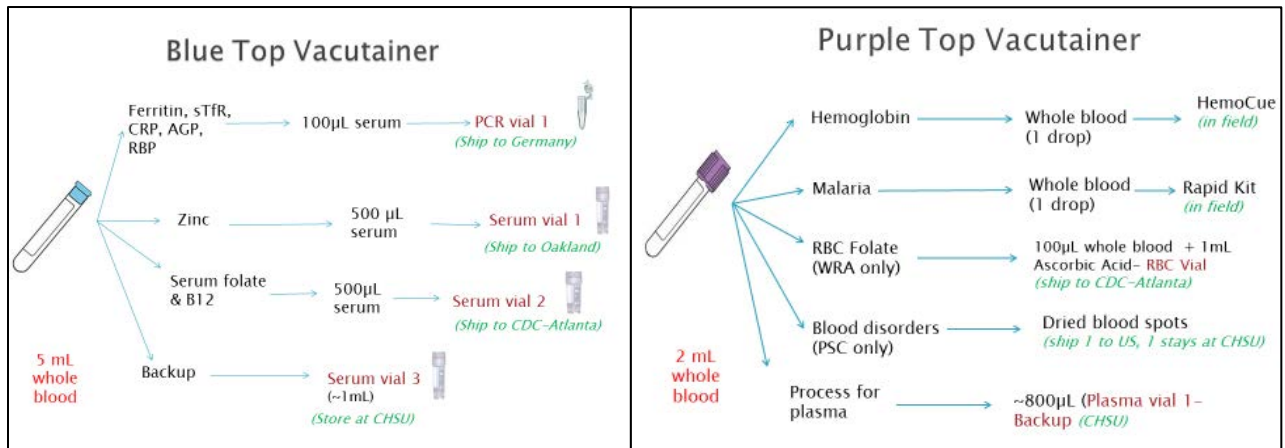 Blue Top Vacutainer
Ferritin, sTfR,
CRP, AGP,
RBP
100µL serum
PCR vial 1
(Ship to Germany)
Zinc
500 µL
serum
Serum vial 1
(Ship to Oakland)
Serum folate
& B12
500µL
serum
Serum vial 2
(Ship to CDC-Atlanta)
5 mL
whole
blood
Backup
Serum vial 3
(~1mL)
(Store at CHSU)
Purple Top Vacutainer
Hemoglobin
Whole blood
(1 drop)
HemoCue
(in field)
Malaria
Whole blood
(1 drop)
Rapid Kit
(in field)
RBC Folate
(WRA only)
100µL whole blood + 1mL
Ascorbic Acid- RBC Vial
(ship to CDC-Atlanta)
Blood disorders
(PSC only)
Dried blood spots
(ship 1 to US, 1 stays at CHSU)
2 mL
whole
blood
Process for
plasma
~800µL (Plasma vial 1-
Backup (CHSU)